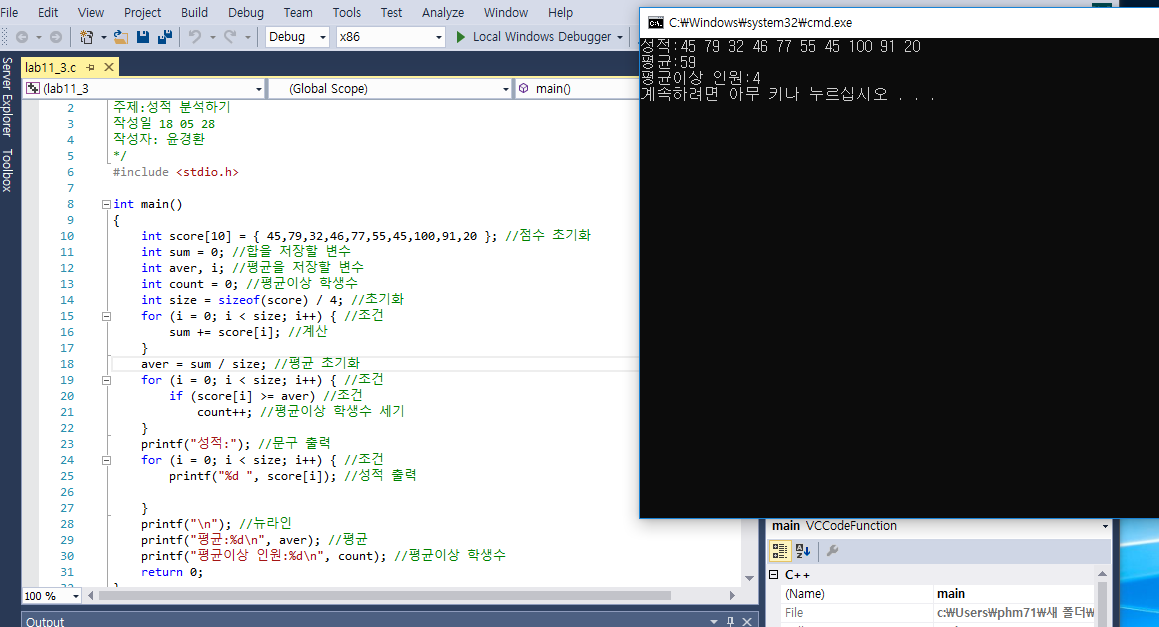 File Edit View Project Build Debug Team Tools Test Analyze Window Help
Debug x86 Local Windows Debugger
Server Explorer
Toolbox
lab11_3.c
(lab11_3 (Global Scope) main()
2 주제:성적 분석하기
3 작성일 18 05 28
4 작성자: 윤경환
5 */
6 #include <stdio.h>
7
8 int main()
9 {
10 int score[10] = { 45,79,32,46,77,55,45,100,91,20 }; //점수 초기화
11 int sum = 0; //합을 저장할 변수
12 int aver, i; //평균을 저장할 변수
13 int count = 0; //평균이상 학생수
14 int size = sizeof(score) / 4; //초기화
15 for (i = 0; i < size; i++) { //조건
16 sum += score[i]; //계산
17 }
18 aver = sum / size; //평균 초기화
19 for (i = 0; i < size; i++) { //조건
20 if (score[i] >= aver) //조건
21 count++; //평균이상 학생수 세기
22 }
23 printf("성적:"); //문구 출력
24 for (i = 0; i < size; i++) { //조건
25 printf("%d ", score[i]); //성적 출력
26
27 }
28 printf("\n"); //뉴라인
29 printf("평균:%d\n", aver); //평균
30 printf("평균이상 인원:%d\n", count); //평균이상 학생수
31 return 0;
100 %
Output
C:₩Windows₩system32₩cmd.exe
성적:45 79 32 46 77 55 45 100 91 20
평균:59
평균이상 인원:4
계속하려면 아무 키나 누르십시오 . . .
main VCCodeFunction
C++
(Name) main
File c:₩Users₩phm71₩새 폴더₩